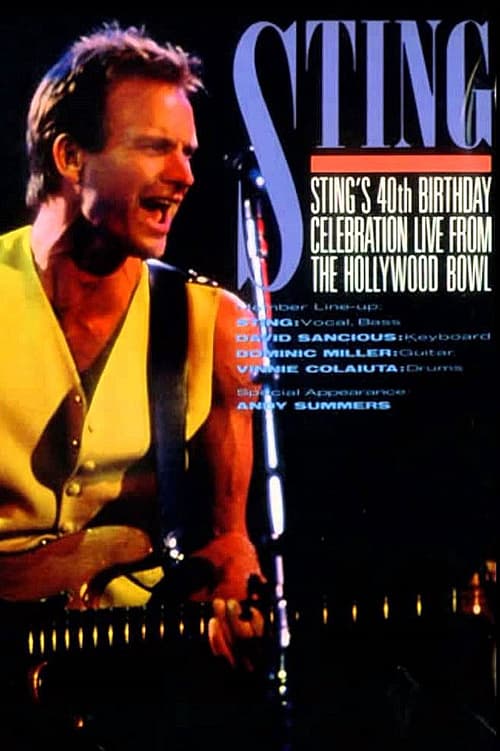 STING
STING'S 40th BIRTHDAY
CELEBRATION LIVE FROM
THE HOLLYWOOD BOWL
Member Line-up:
STING:Vocal, Bass
DAVID SANCIOUS:Keyboard
DOMINIC MILLER:Guitar
VINNIE COLAIUTA:Drums
Special Appearance:
ANDY SUMMERS